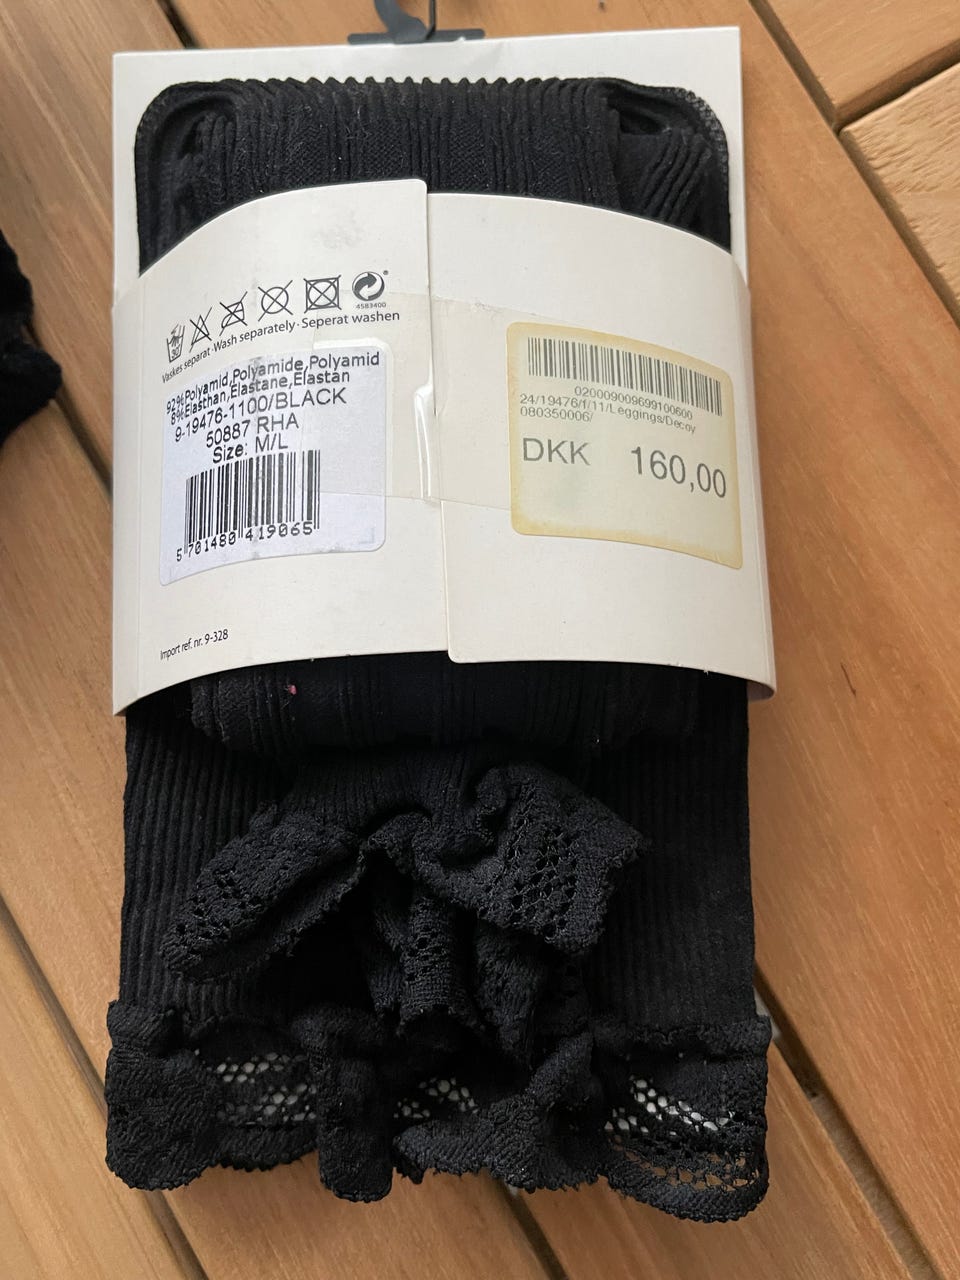 30
4583400
Vaskes separat · Wash separately · Seperat washen
92%Polyamid,Polyamide,Polyamid
8%Elasthan,Elastane,Elastan
9-19476-1100/BLACK
50887 RHA
Size: M/L
5 701480 419065
Import ref. nr. 9-328
020009009699100600
24/19476/f/11/Leggings/Decoy
080350006/
DKK 160,00